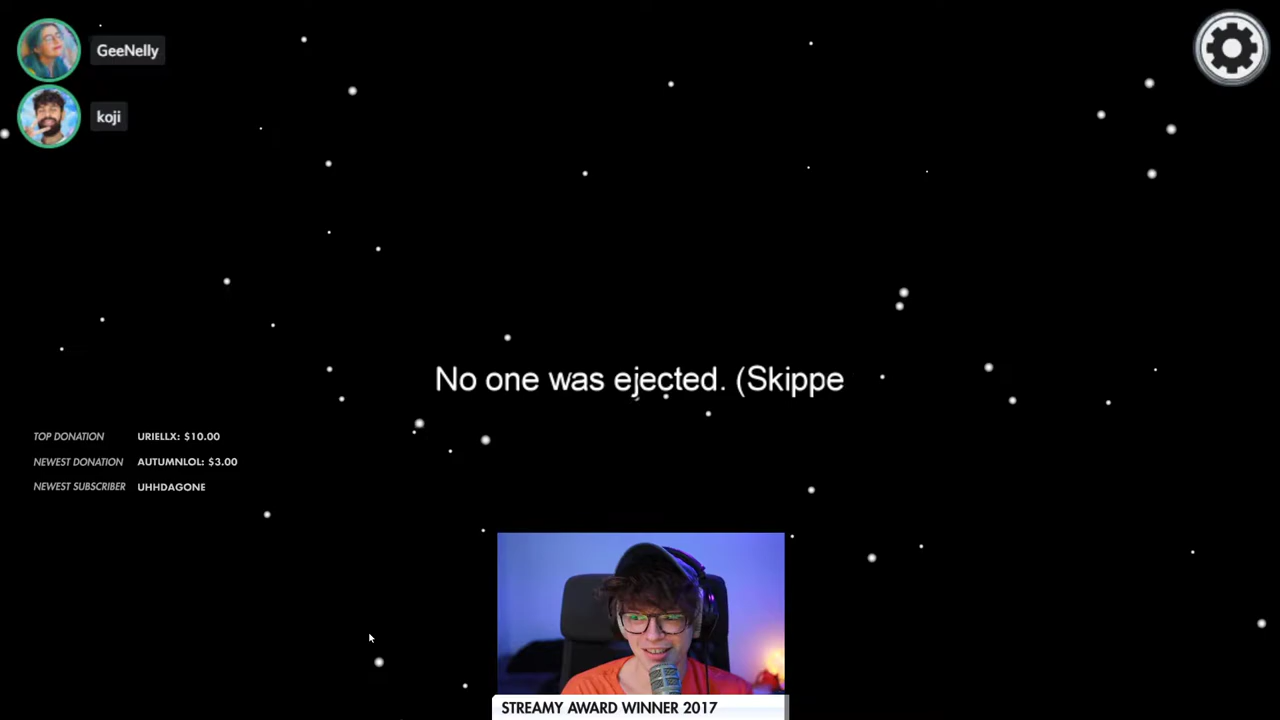 GeeNelly
koji
No one was ejected. (Skippe
TOP DONATION URIELLX: $10.00
NEWEST DONATION AUTUMNLOL: $3.00
NEWEST SUBSCRIBER UHHDAGONE
STREAMY AWARD WINNER 2017